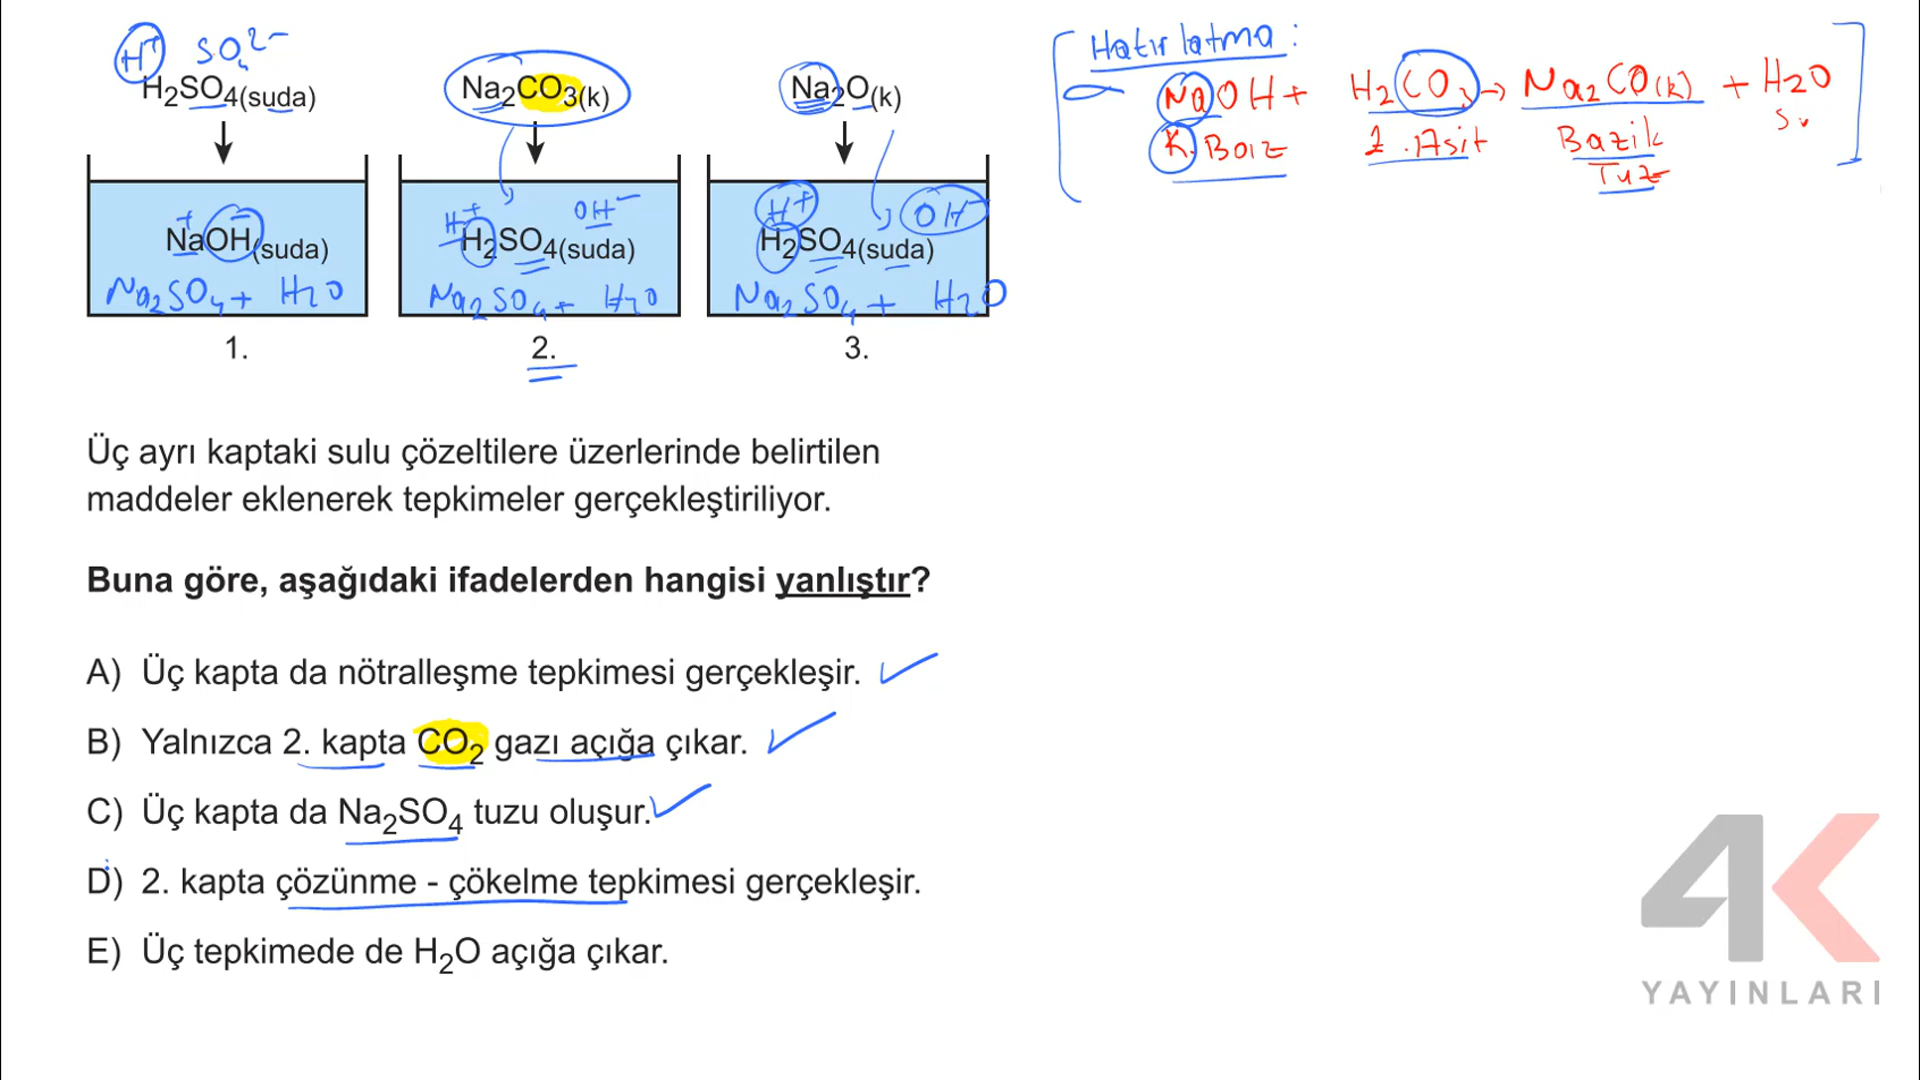 H⁺ SO₄²⁻
H₂SO₄(suda)
Na₂CO₃(k)
Na₂O(k)
Hatırlatma :
NaOH + H₂CO₃ → Na₂CO(k) + H₂O
K. Baz Z. Asit Bazik Tuz Su
+ -
NaOH(suda)
Na₂SO₄ + H₂O
1.
H⁺ OH⁻
H₂SO₄(suda)
Na₂SO₄ + H₂O
2.
H⁺ OH⁻
H₂SO₄(suda)
Na₂SO₄ + H₂O
3.
Üç ayrı kaptaki sulu çözeltilere üzerlerinde belirtilen
maddeler eklenerek tepkimeler gerçekleştiriliyor.
Buna göre, aşağıdaki ifadelerden hangisi yanlıştır?
A) Üç kapta da nötralleşme tepkimesi gerçekleşir.
B) Yalnızca 2. kapta CO₂ gazı açığa çıkar.
C) Üç kapta da Na₂SO₄ tuzu oluşur.
D) 2. kapta çözünme - çökelme tepkimesi gerçekleşir.
E) Üç tepkimede de H₂O açığa çıkar.
4K
YAYINLARI